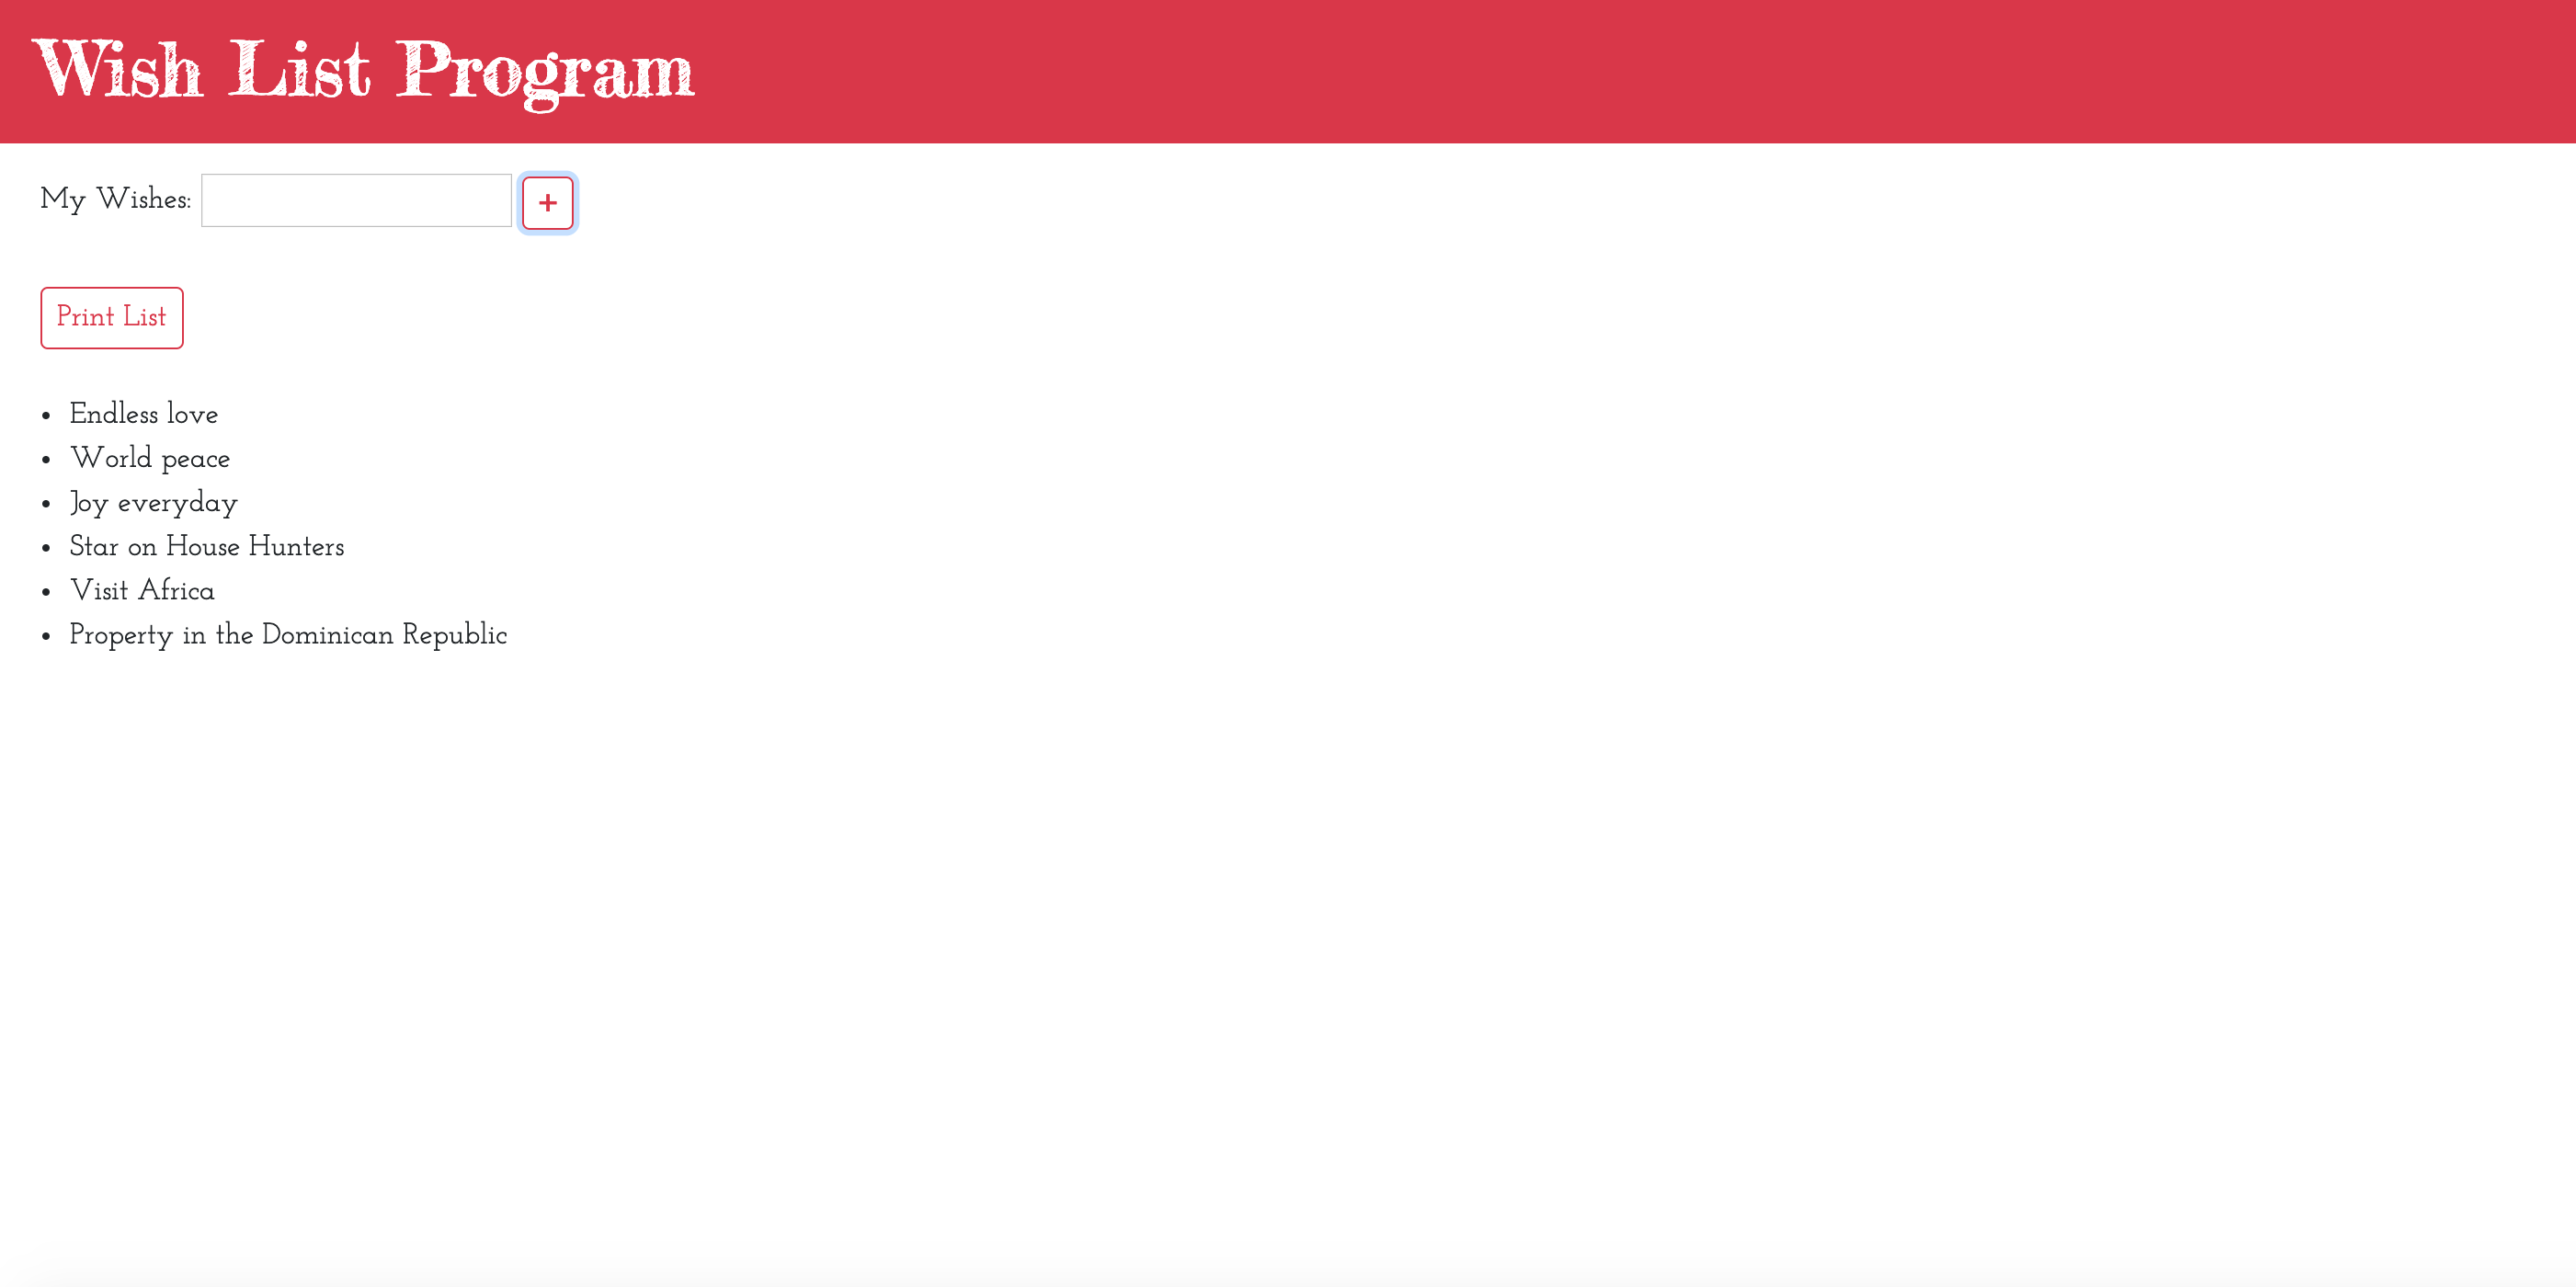 Wish List Program
My Wishes: +
Print List
• Endless love
• World peace
• Joy everyday
• Star on House Hunters
• Visit Africa
• Property in the Dominican Republic